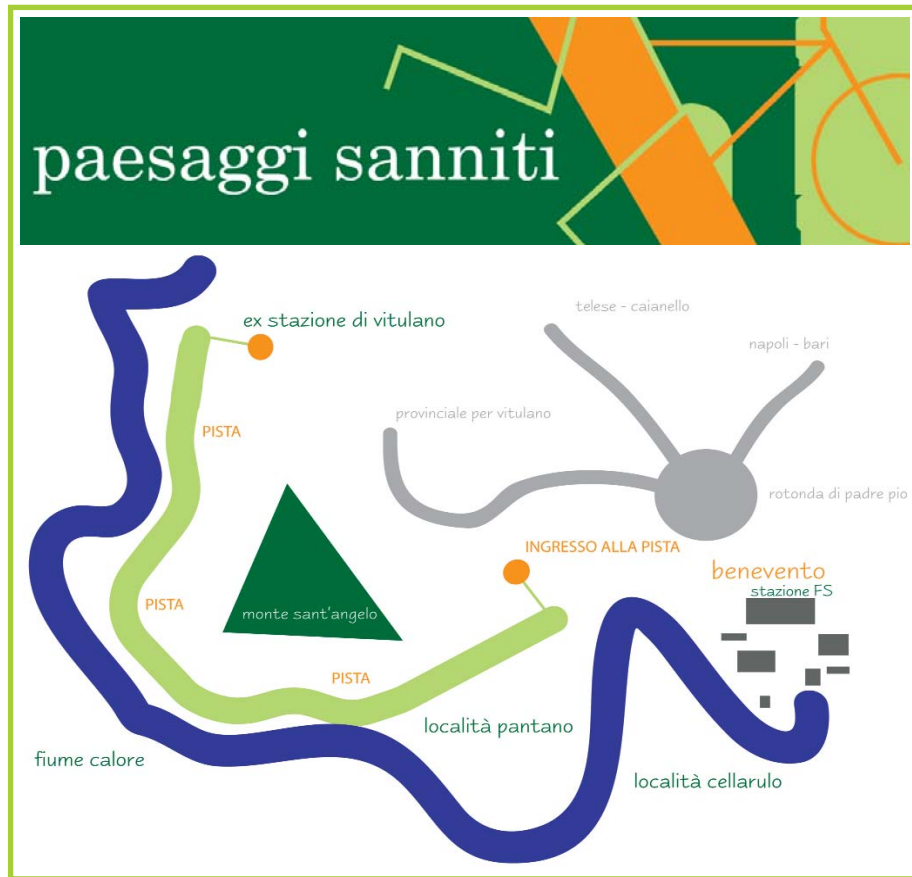 paesaggi sanniti
telese - caianello
ex stazione di vitulano
napoli - bari
provinciale per vitulano
PISTA
rotonda di padre pio
INGRESSO ALLA PISTA
benevento
stazione FS
PISTA
monte sant'angelo
PISTA
località pantano
fiume calore
località cellarulo